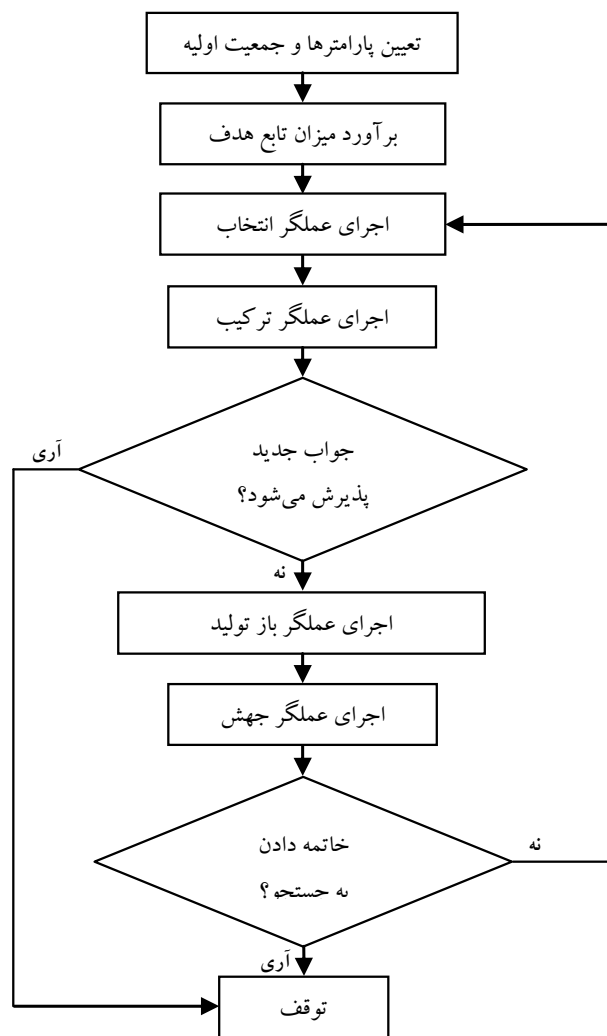 تعیین پارامترها و جمعیت اولیه
برآورد میزان تابع هدف
اجرای عملگر انتخاب
اجرای عملگر ترکیب
جواب جدید
پذیرش می‌شود؟
آری
نه
اجرای عملگر باز تولید
اجرای عملگر جهش
خاتمه دادن
به جستجو؟
نه
آری
توقف